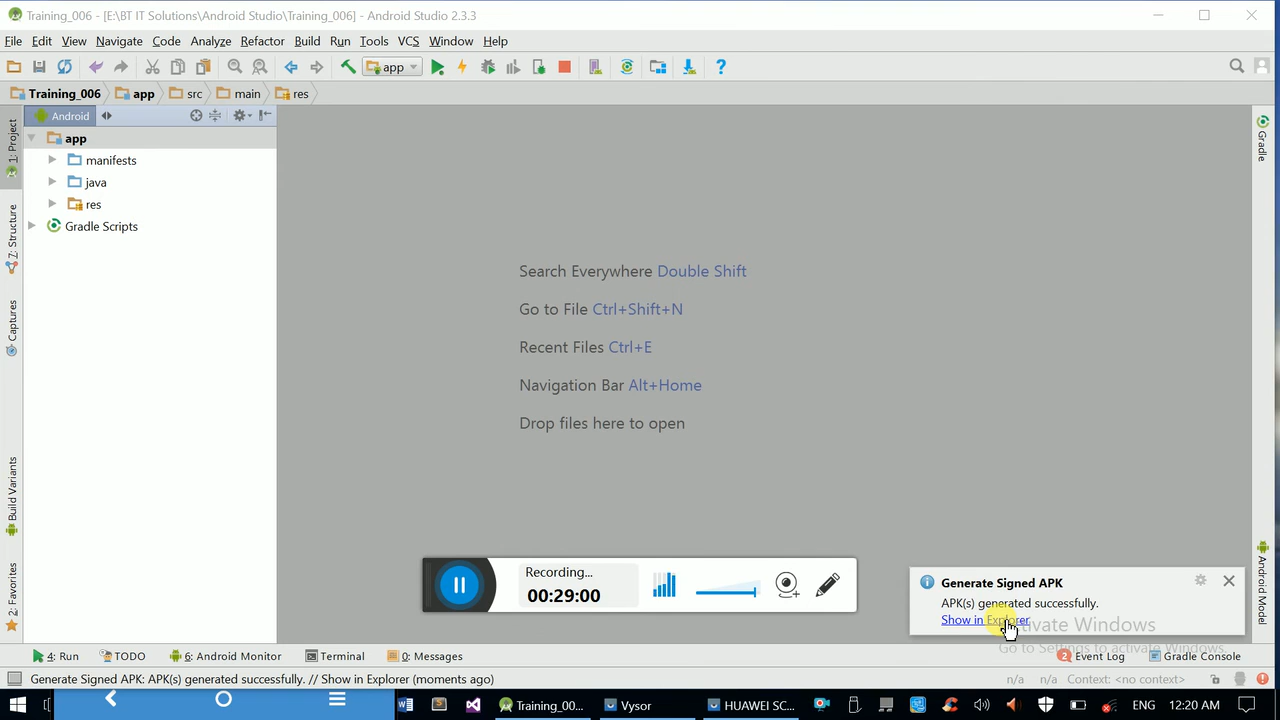 Training_006 - [E:\BT IT Solutions\Android Studio\Training_006] - Android Studio 2.3.3
File Edit View Navigate Code Analyze Refactor Build Run Tools VCS Window Help
app
Training_006 app src main res
Android
app
manifests
java
res
Gradle Scripts
1: Project
7: Structure
Captures
Build Variants
2: Favorites
Gradle
Android Model
Search Everywhere Double Shift
Go to File Ctrl+Shift+N
Recent Files Ctrl+E
Navigation Bar Alt+Home
Drop files here to open
Recording...
00:29:00
Generate Signed APK
APK(s) generated successfully.
Show in Explorer
Activate Windows
Go to Settings to activate Windows.
4: Run TODO 6: Android Monitor Terminal 0: Messages 2 Event Log Gradle Console
Generate Signed APK: APK(s) generated successfully. // Show in Explorer (moments ago) n/a n/a Context: <no context>
Training_00... Vysor HUAWEI SC... ENG 12:20 AM